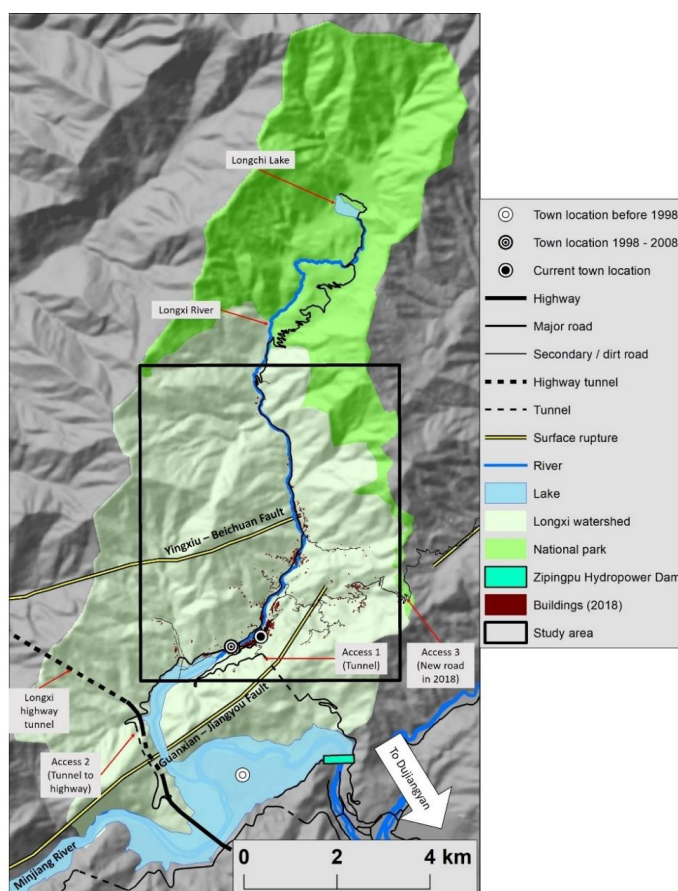 Longchi Lake
Longxi River
Yingxiu – Beichuan Fault
Access 1
(Tunnel)
Access 3
(New road
in 2018)
Longxi
highway
tunnel
Guanxian – Jiangyou Fault
Access 2
(Tunnel to
highway)
To Dujiangyan
Minjiang River
0 2 4 km
Town location before 1998
Town location 1998 - 2008
Current town location
Highway
Major road
Secondary / dirt road
Highway tunnel
Tunnel
Surface rupture
River
Lake
Longxi watershed
National park
Zipingpu Hydropower Dam
Buildings (2018)
Study area